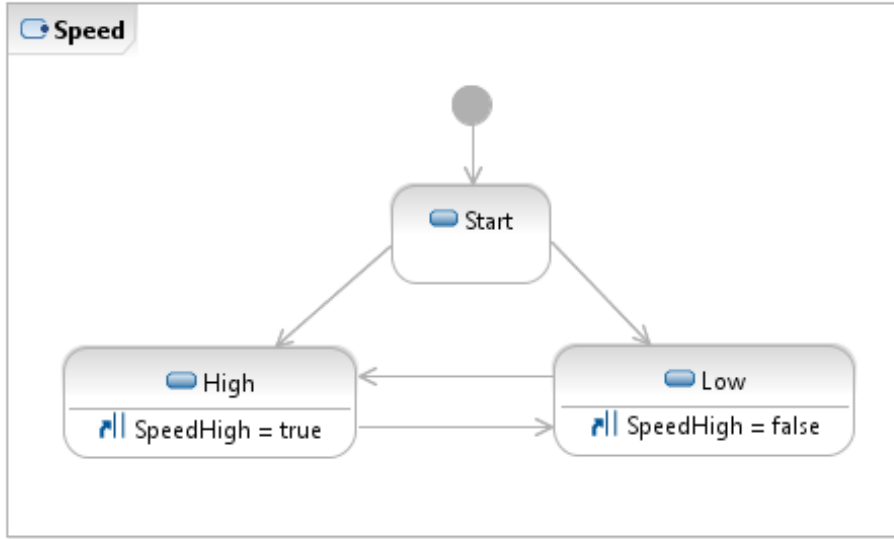 Speed
Start
High
SpeedHigh = true
Low
SpeedHigh = false